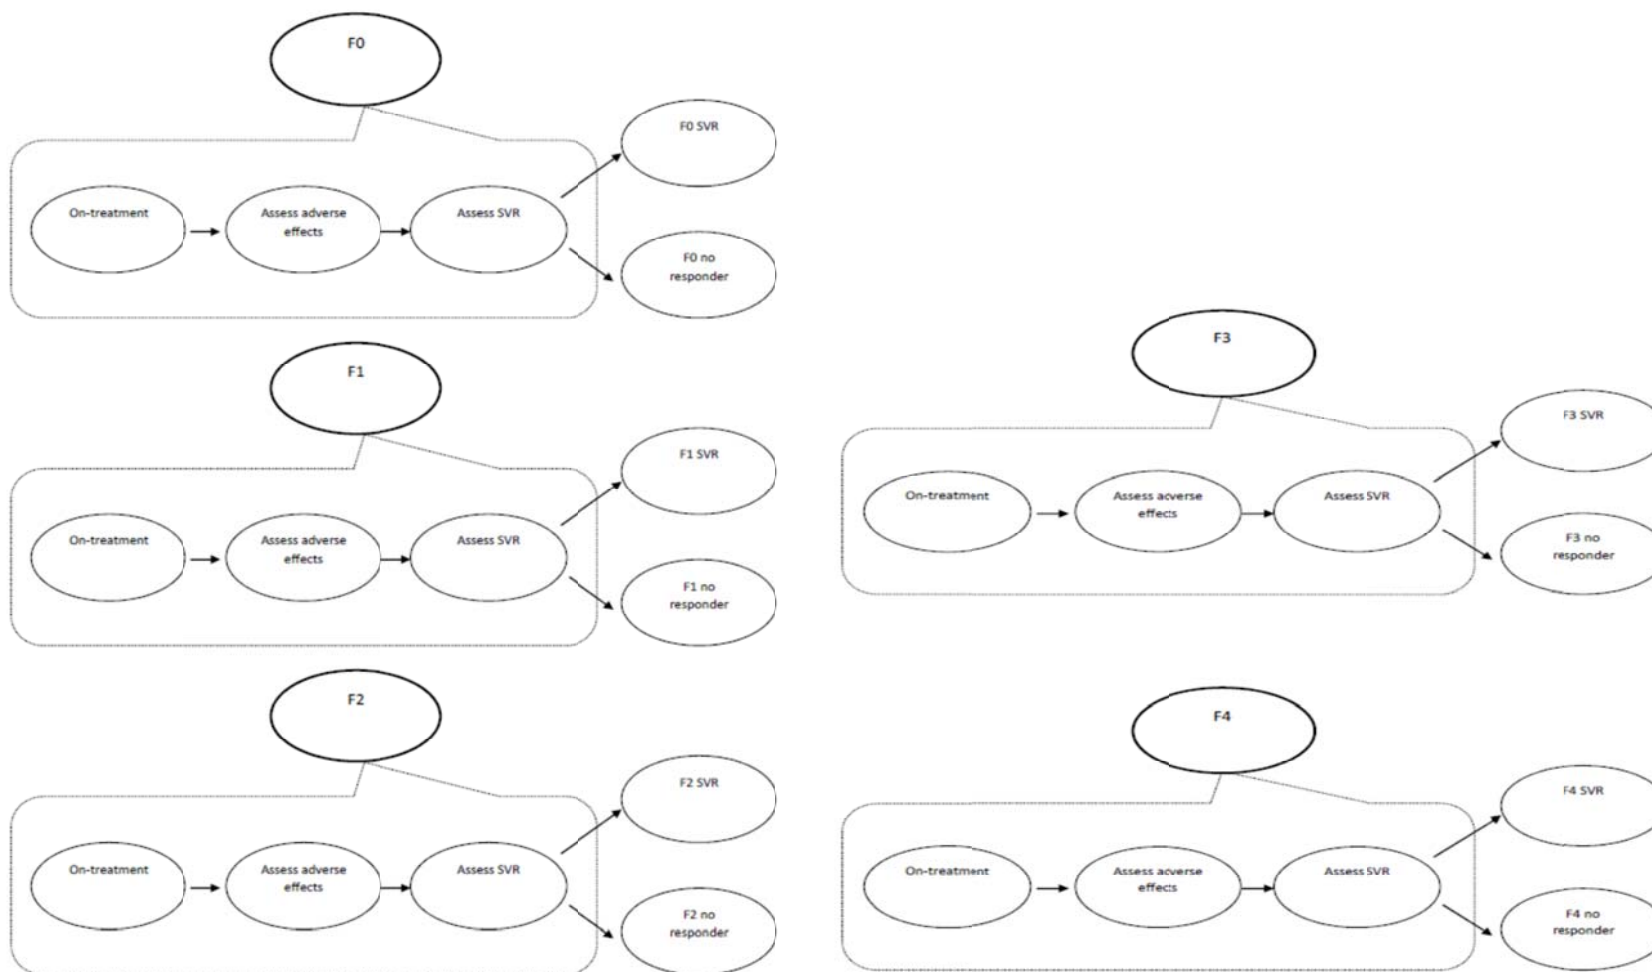 F0
F0 SVR
On-treatment
Assess adverse
effects
Assess SVR
F0 no
responder
F1
F1 SVR
On-treatment
Assess adverse
effects
Assess SVR
F1 no
responder
F2
F2 SVR
On-treatment
Assess adverse
effects
Assess SVR
F2 no
responder
F3
F3 SVR
On-treatment
Assess adverse
effects
Assess SVR
F3 no
responder
F4
F4 SVR
On-treatment
Assess adverse
effects
Assess SVR
F4 no
responder